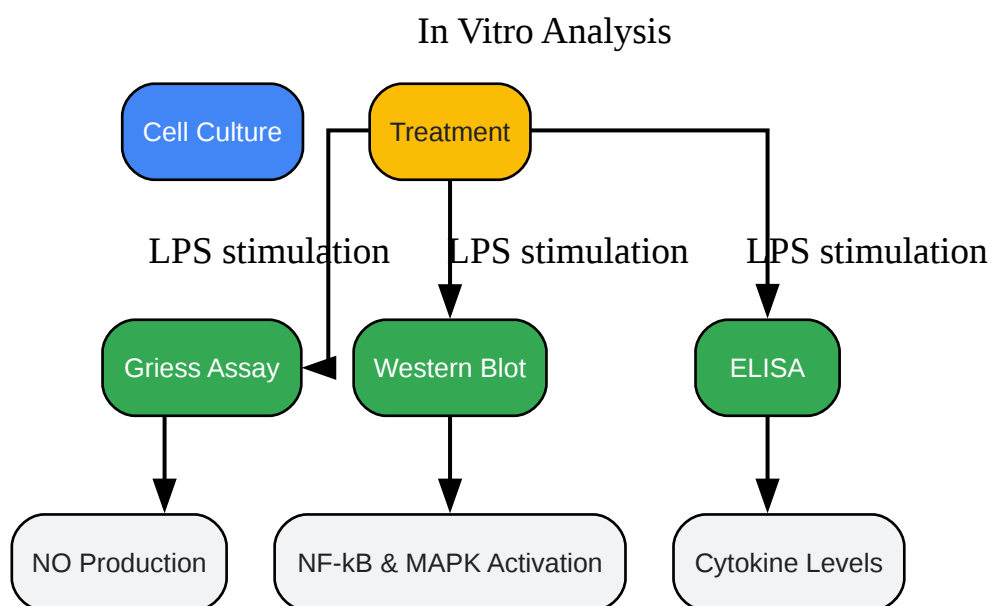 In Vitro Analysis
Cell Culture
Treatment
LPS stimulation
LPS stimulation
LPS stimulation
Griess Assay
Western Blot
ELISA
NO Production
NF-kB & MAPK Activation
Cytokine Levels